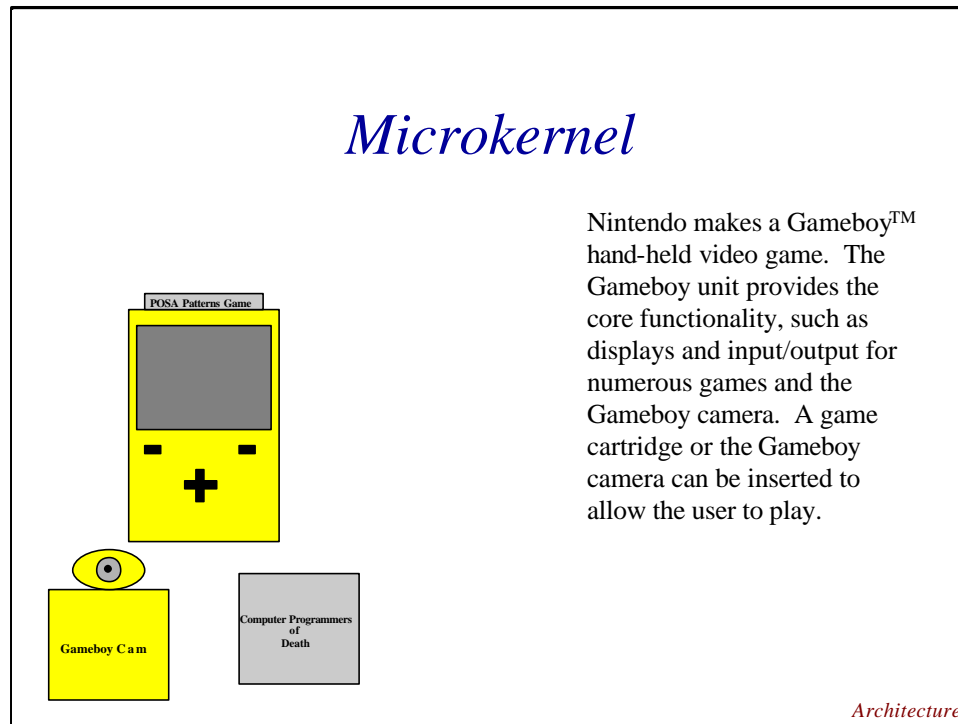 Microkernel
Nintendo makes a Gameboy™
hand-held video game. The
Gameboy unit provides the
core functionality, such as
displays and input/output for
numerous games and the
Gameboy camera. A game
cartridge or the Gameboy
camera can be inserted to
allow the user to play.
POSA Patterns Game
Gameboy Cam
Computer Programmers
of
Death
Architecture